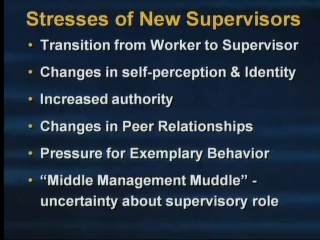 Stresses of New Supervisors
• Transition from Worker to Supervisor
• Changes in self-perception & Identity
• Increased authority
• Changes in Peer Relationships
• Pressure for Exemplary Behavior
• “Middle Management Muddle” -
uncertainty about supervisory role